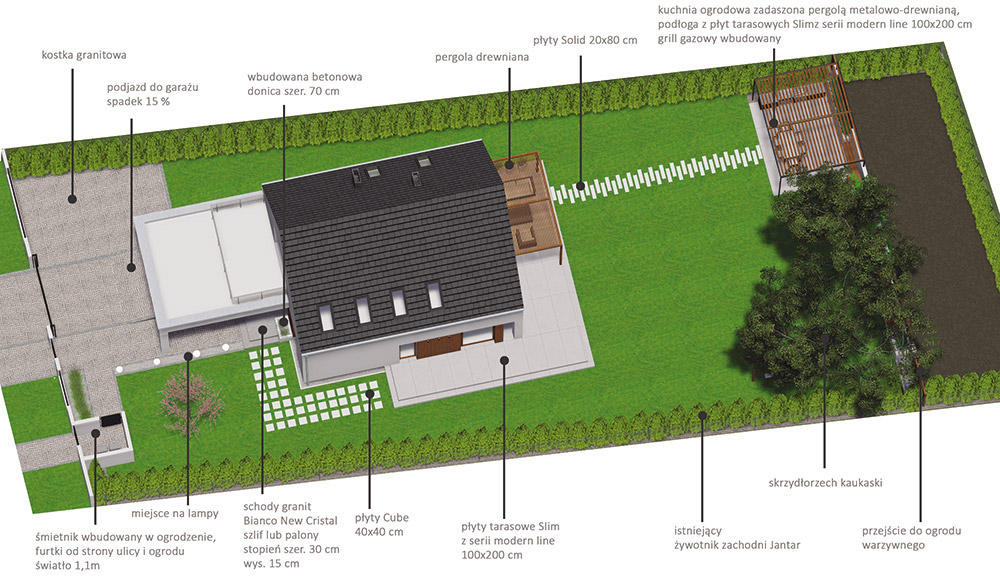 kuchnia ogrodowa zadaszona pergolą metalowo-drewnianą,
podłoga z płyt tarasowych Slimz serii modern line 100x200 cm
grill gazowy wbudowany
płyty Solid 20x80 cm
pergola drewniana
kostka granitowa
wbudowana betonowa
donica szer. 70 cm
podjazd do garażu
spadek 15 %
skrzydłorzech kaukaski
miejsce na lampy
schody granit
Bianco New Cristal
szlif lub palony
stopień szer. 30 cm
wys. 15 cm
płyty Cube
40x40 cm
płyty tarasowe Slim
z serii modern line
100x200 cm
istniejący
żywotnik zachodni Jantar
przejście do ogrodu
warzywnego
śmietnik wbudowany w ogrodzenie,
furtki od strony ulicy i ogrodu
światło 1,1m